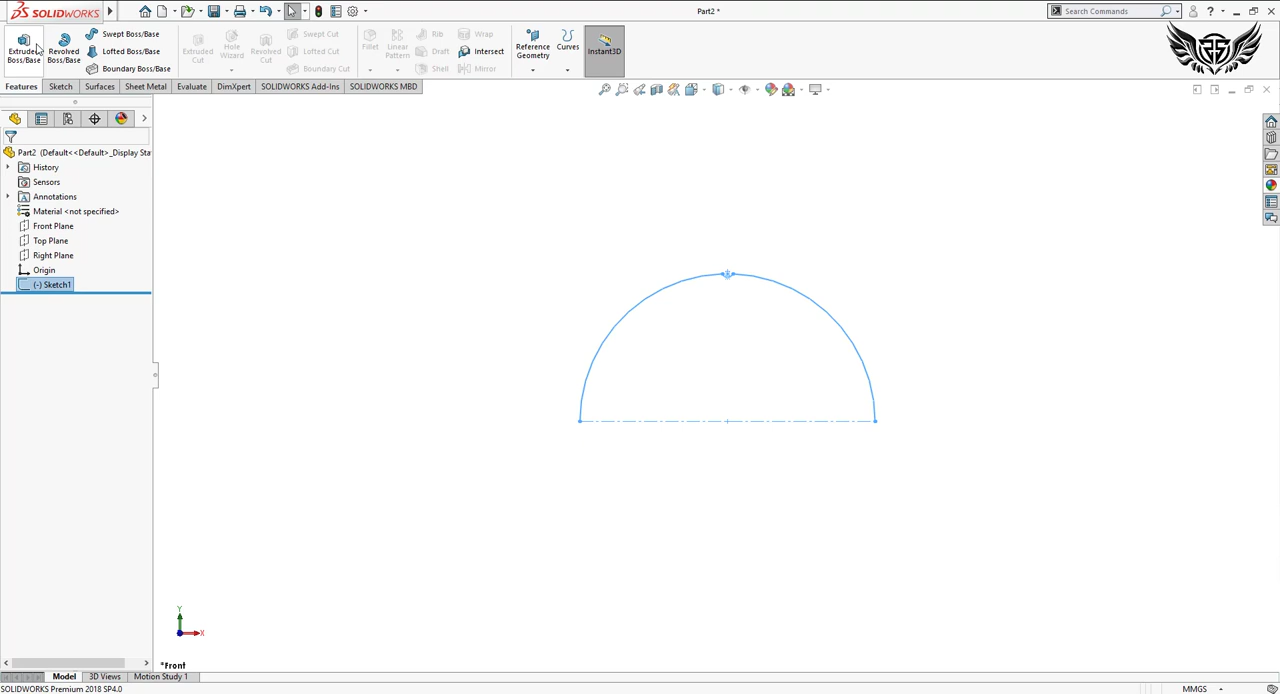 SOLIDWORKS
Part2 *
Search Commands
Extruded Boss/Base
Revolved Boss/Base
Swept Boss/Base
Lofted Boss/Base
Boundary Boss/Base
Extruded Cut
Hole Wizard
Revolved Cut
Swept Cut
Lofted Cut
Boundary Cut
Fillet
Linear Pattern
Rib
Draft
Shell
Wrap
Intersect
Mirror
Reference Geometry
Curves
Instant3D
Features
Sketch
Surfaces
Sheet Metal
Evaluate
DimXpert
SOLIDWORKS Add-Ins
SOLIDWORKS MBD
Part2 (Default<<Default>_Display Sta
History
Sensors
Annotations
Material <not specified>
Front Plane
Top Plane
Right Plane
Origin
(-) Sketch1
Y
X
*Front
Model
3D Views
Motion Study 1
SOLIDWORKS Premium 2018 SP4.0
MMGS